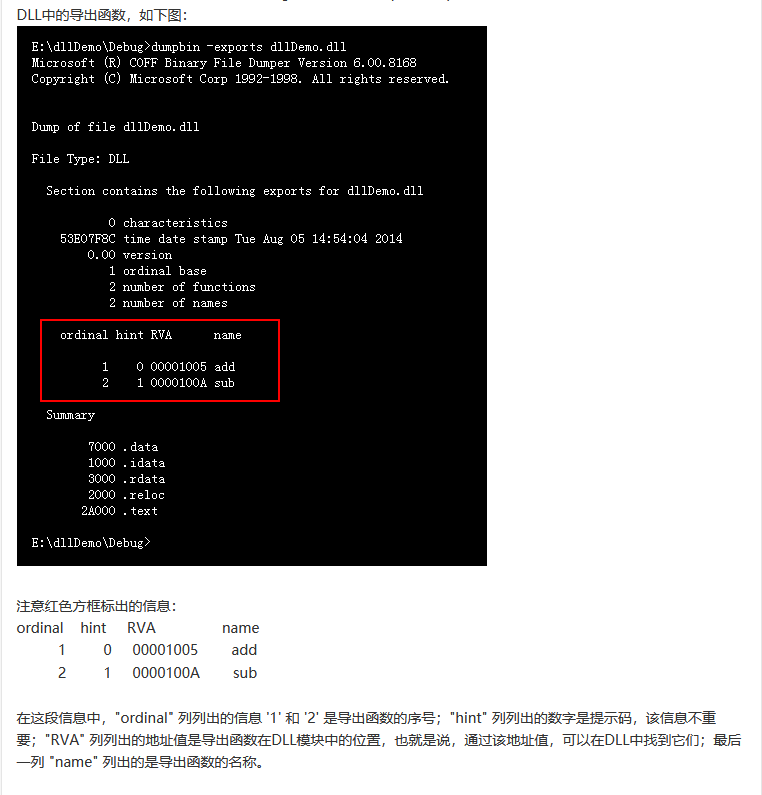 DLL中的导出函数，如下图：
E:\dllDemo\Debug>dumpbin -exports dllDemo.dll
Microsoft (R) COFF Binary File Dumper Version 6.00.8168
Copyright (C) Microsoft Corp 1992-1998. All rights reserved.
Dump of file dllDemo.dll
File Type: DLL
Section contains the following exports for dllDemo.dll
0 characteristics
53E07F8C time date stamp Tue Aug 05 14:54:04 2014
0.00 version
1 ordinal base
2 number of functions
2 number of names
ordinal hint RVA name
1 0 00001005 add
2 1 0000100A sub
Summary
7000 .data
1000 .idata
3000 .rdata
2000 .reloc
2A000 .text
E:\dllDemo\Debug>
注意红色方框标出的信息：
ordinal hint RVA name
1 0 00001005 add
2 1 0000100A sub
在这段信息中，"ordinal" 列列出的信息 '1' 和 '2' 是导出函数的序号；"hint" 列列出的数字是提示码，该信息不重
要；"RVA" 列列出的地址值是导出函数在DLL模块中的位置，也就是说，通过该地址值，可以在DLL中找到它们；最后
一列 "name" 列出的是导出函数的名称。